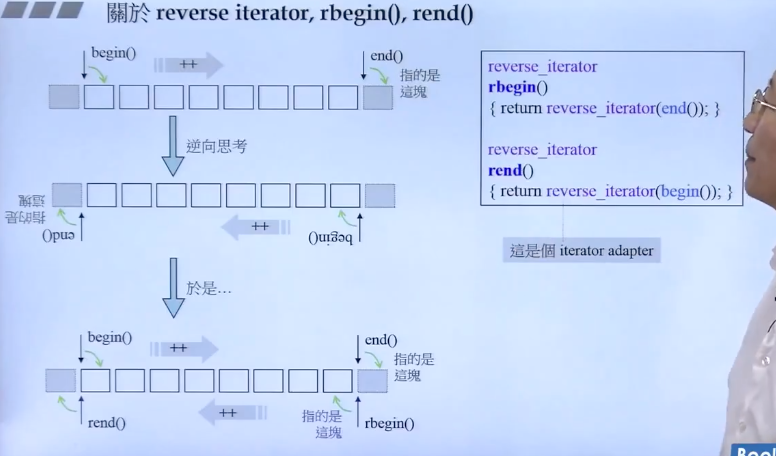 關於 reverse iterator, rbegin(), rend()
begin()
++
end()
指的是
這塊
逆向思考
指的是
這塊
end()
++
begin()
於是...
begin()
++
end()
指的是
這塊
rend()
++
指的是
這塊
rbegin()
reverse_iterator
rbegin()
{ return reverse_iterator(end()); }
reverse_iterator
rend()
{ return reverse_iterator(begin()); }
這是個 iterator adapter